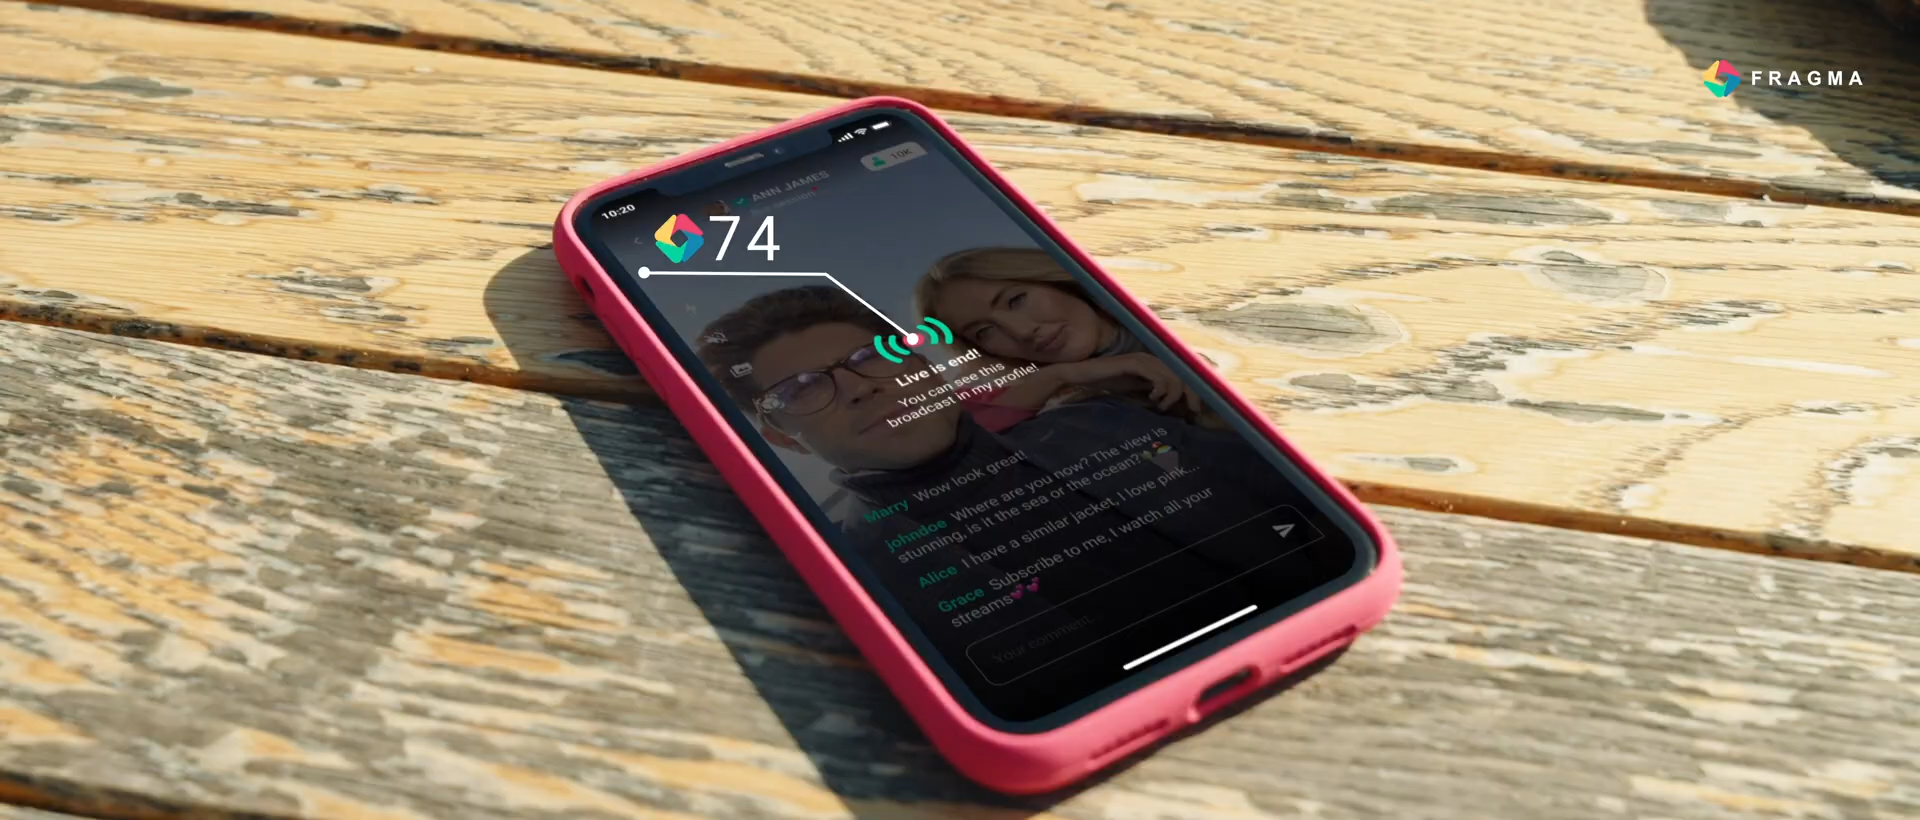 FRAGMA
10:20
10K
ANN JAMES
74
Live is end!
You can see this
broadcast in my profile!
Marry Wow look great!
johndoe Where are you now? The view is
stunning, is it the sea or the ocean?
Alice I have a similar jacket, I love pink...
Grace Subscribe to me, I watch all your
streams
Your comment